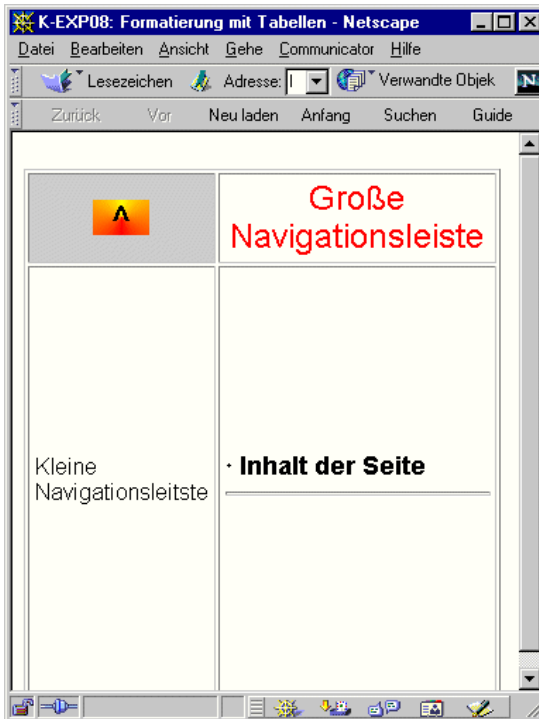 K-EXP08: Formatierung mit Tabellen - Netscape
Datei Bearbeiten Ansicht Gehe Communicator Hilfe
Lesezeichen Adresse: Verwandte Objek N
Zurück Vor Neu laden Anfang Suchen Guide
Große
Navigationsleiste
Kleine
Navigationsleitste
· Inhalt der Seite